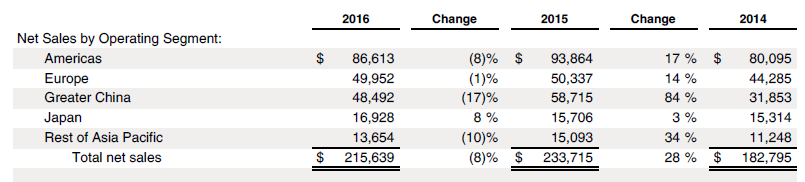 2016 Change 2015 Change 2014
Net Sales by Operating Segment:
Americas $ 86,613 (8)% $ 93,864 17 % $ 80,095
Europe 49,952 (1)% 50,337 14 % 44,285
Greater China 48,492 (17)% 58,715 84 % 31,853
Japan 16,928 8 % 15,706 3 % 15,314
Rest of Asia Pacific 13,654 (10)% 15,093 34 % 11,248
Total net sales $ 215,639 (8)% $ 233,715 28 % $ 182,795